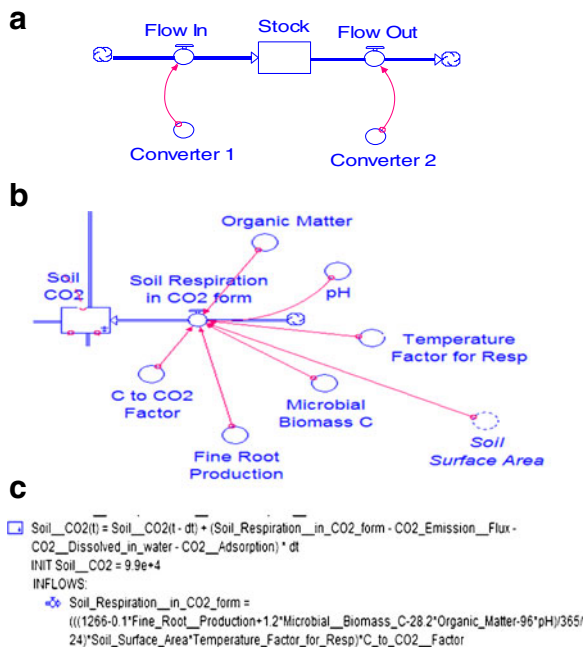 a
Flow In
Stock
Flow Out
Converter 1
Converter 2
b
Organic Matter
Soil
CO2
Soil Respiration
in CO2 form
pH
Temperature
Factor for Resp
C to CO2
Factor
Microbial
Biomass C
Fine Root
Production
Soil
Surface Area
c
Soil__CO2(t) = Soil__CO2(t - dt) + (Soil_Respiration__in_CO2_form - CO2_Emission__Flux -
CO2__Dissolved_in_water - CO2__Adsorption) * dt
INIT Soil__CO2 = 9.9e+4
INFLOWS:
Soil_Respiration__in_CO2_form =
(((1266-0.1*Fine_Root__Production+1.2*Microbial__Biomass_C-28.2*Organic_Matter-96*pH)/365/
24)*Soil_Surface_Area*Temperature_Factor_for_Resp)*C_to_CO2__Factor